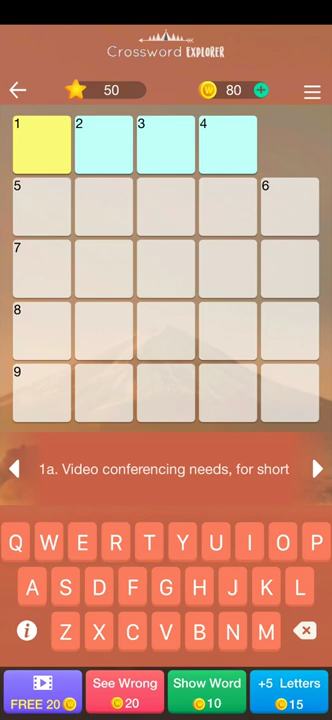 Crossword EXPLORER
50
80
1 2 3 4
5 6
7
8
9
1a. Video conferencing needs, for short
Q W E R T Y U I O P
A S D F G H J K L
i Z X C V B N M
See Wrong Show Word +5 Letters
FREE 20 20 10 15